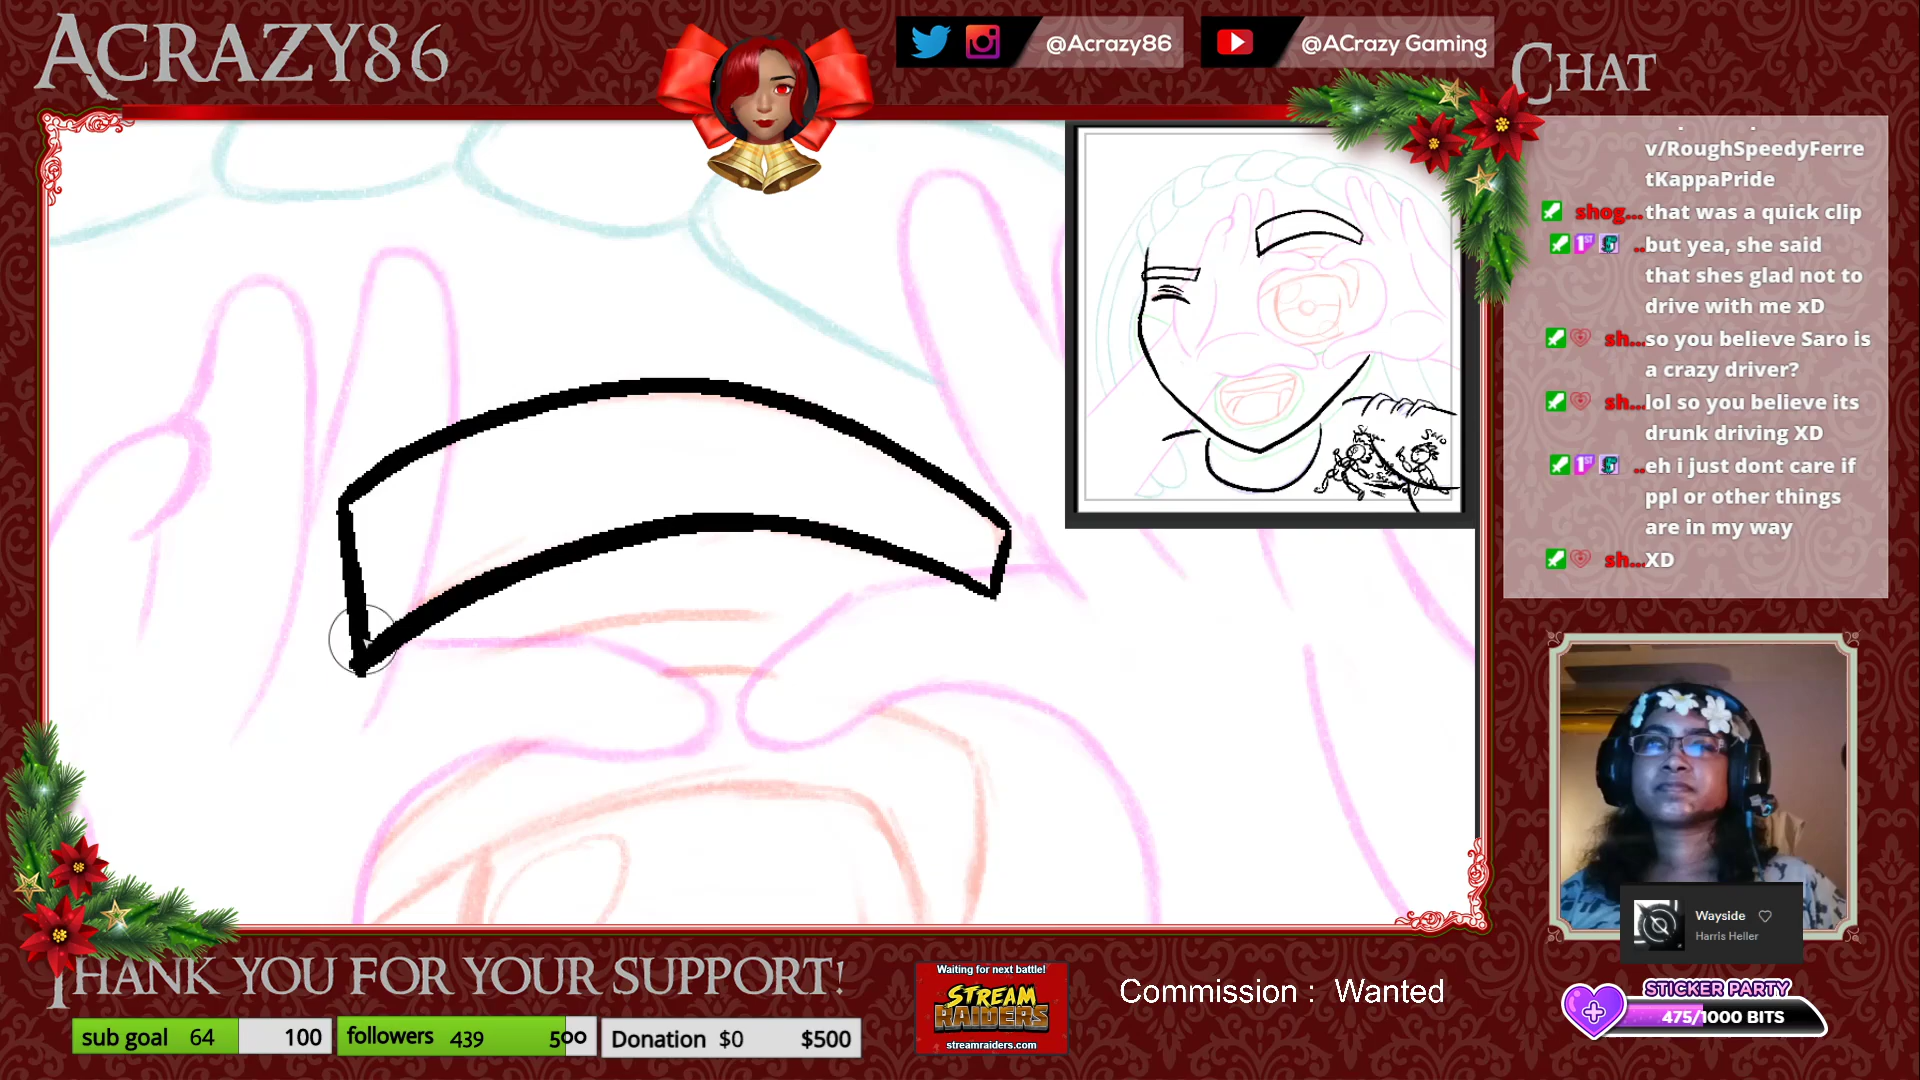 ACRAZY86
@Acrazy86
@ACrazy Gaming
CHAT
v/RoughSpeedyFerre
tKappaPride
shog...that was a quick clip
..but yea, she said
that shes glad not to
drive with me xD
sh...so you believe Saro is
a crazy driver?
sh...lol so you believe its
drunk driving XD
..eh i just dont care if
ppl or other things
are in my way
sh...XD
Wayside
Harris Heller
THANK YOU FOR YOUR SUPPORT!
sub goal 64 100
followers 439 500
Donation $0 $500
Waiting for next battle!
STREAM
RAIDERS
streamraiders.com
Commission : Wanted
STICKER PARTY
475/1000 BITS